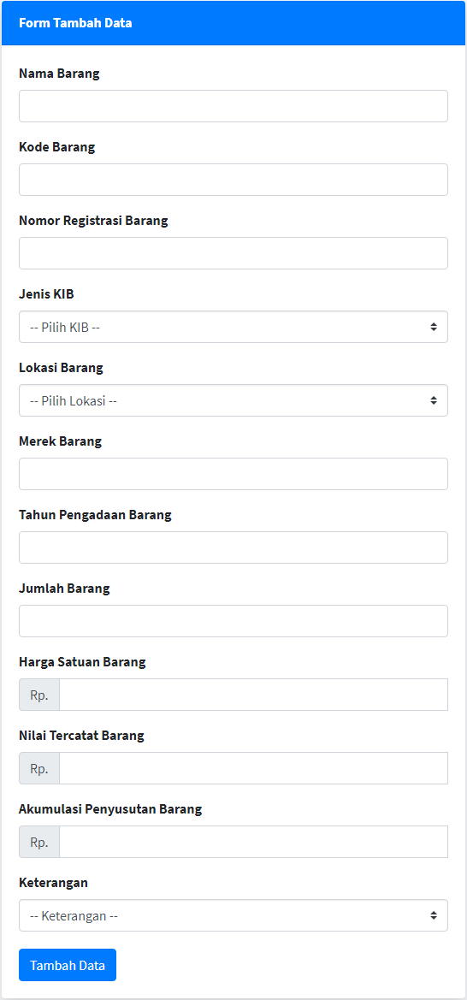 Form Tambah Data
Nama Barang
Kode Barang
Nomor Registrasi Barang
Jenis KIB
-- Pilih KIB --
Lokasi Barang
-- Pilih Lokasi --
Merek Barang
Tahun Pengadaan Barang
Jumlah Barang
Harga Satuan Barang
Rp.
Nilai Tercatat Barang
Rp.
Akumulasi Penyusutan Barang
Rp.
Keterangan
-- Keterangan --
Tambah Data